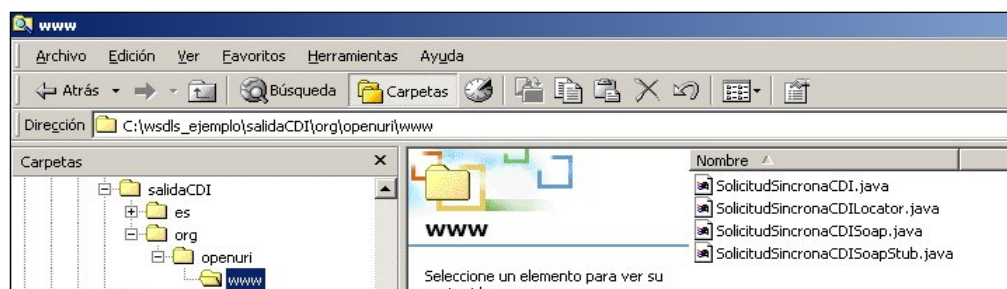 www
Archivo Edición Ver Favoritos Herramientas Ayuda
Atrás Búsqueda Carpetas
Dirección C:\wsdls_ejemplo\salidaCDI\org\openuri\www
Carpetas
salidaCDI
es
org
openuri
www
www
Seleccione un elemento para ver su
Nombre
SolicitudSincronaCDI.java
SolicitudSincronaCDILocator.java
SolicitudSincronaCDISoap.java
SolicitudSincronaCDISoapStub.java